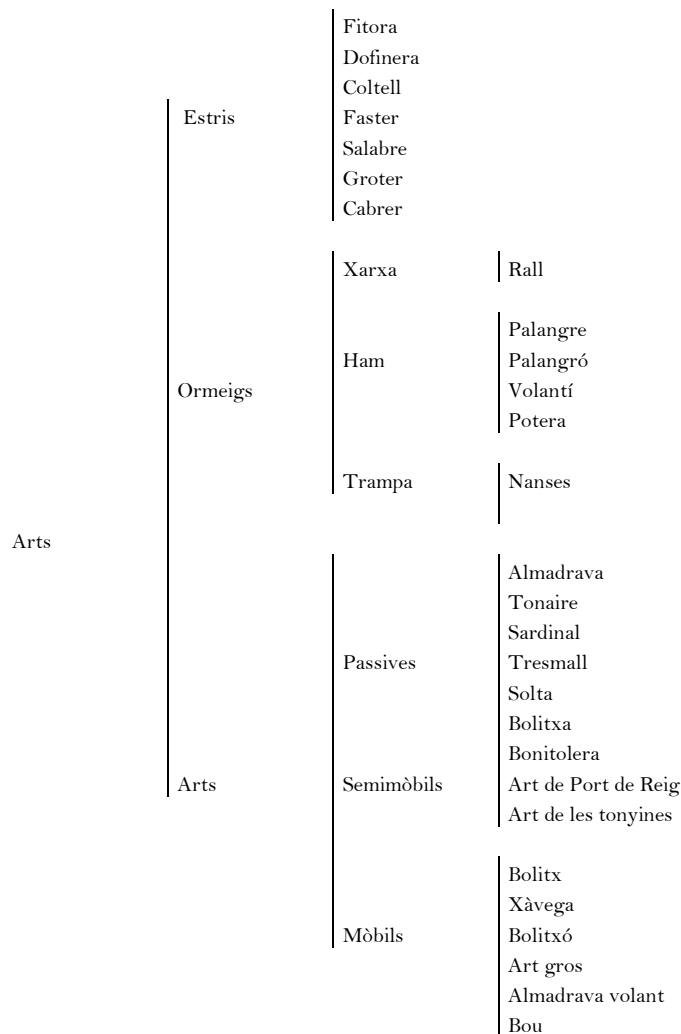 Fitora
Dofinera
Coltell
Estris Faster
Salabre
Groter
Cabrer
Xarxa Rall
Palangre
Ham Palangró
Ormeigs Volantí
Potera
Trampa Nanses
Arts
Almadrava
Tonaire
Sardinal
Passives Tresmall
Solta
Bolitxa
Bonitolera
Arts Semimòbils Art de Port de Reig
Art de les tonyines
Bolitx
Xàvega
Mòbils Bolitxó
Art gros
Almadrava volant
Bou